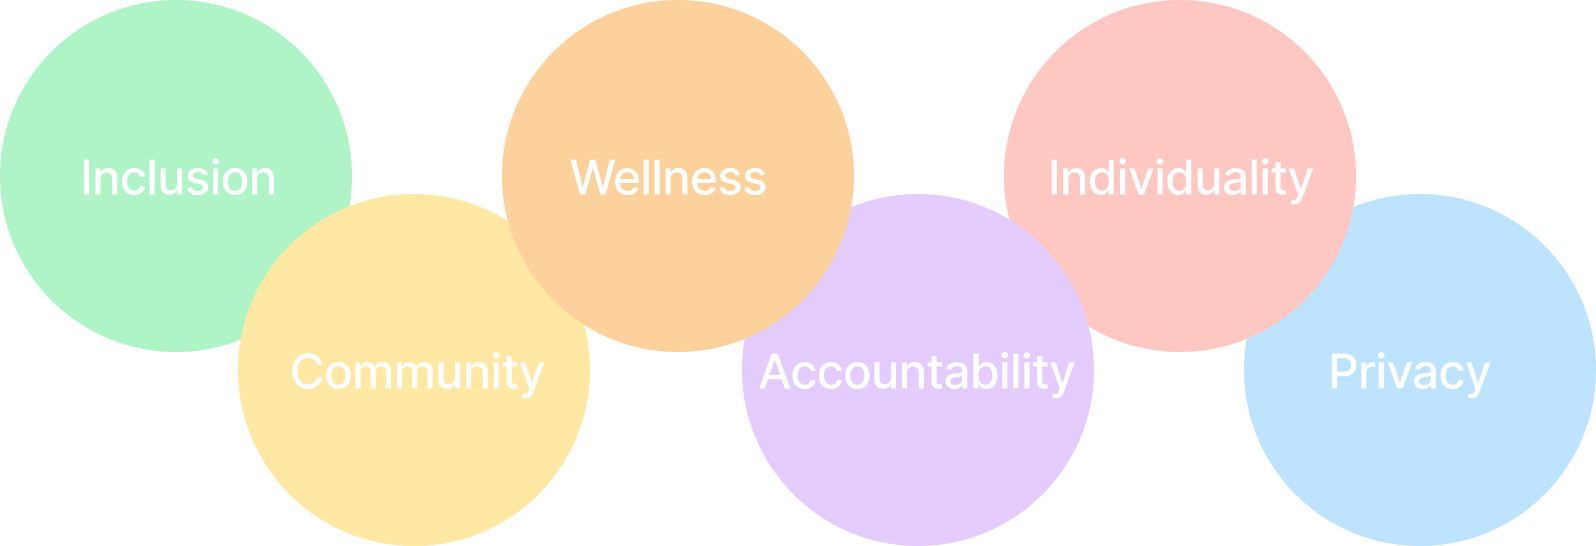 Inclusion
Wellness
Individuality
Community
Accountability
Privacy